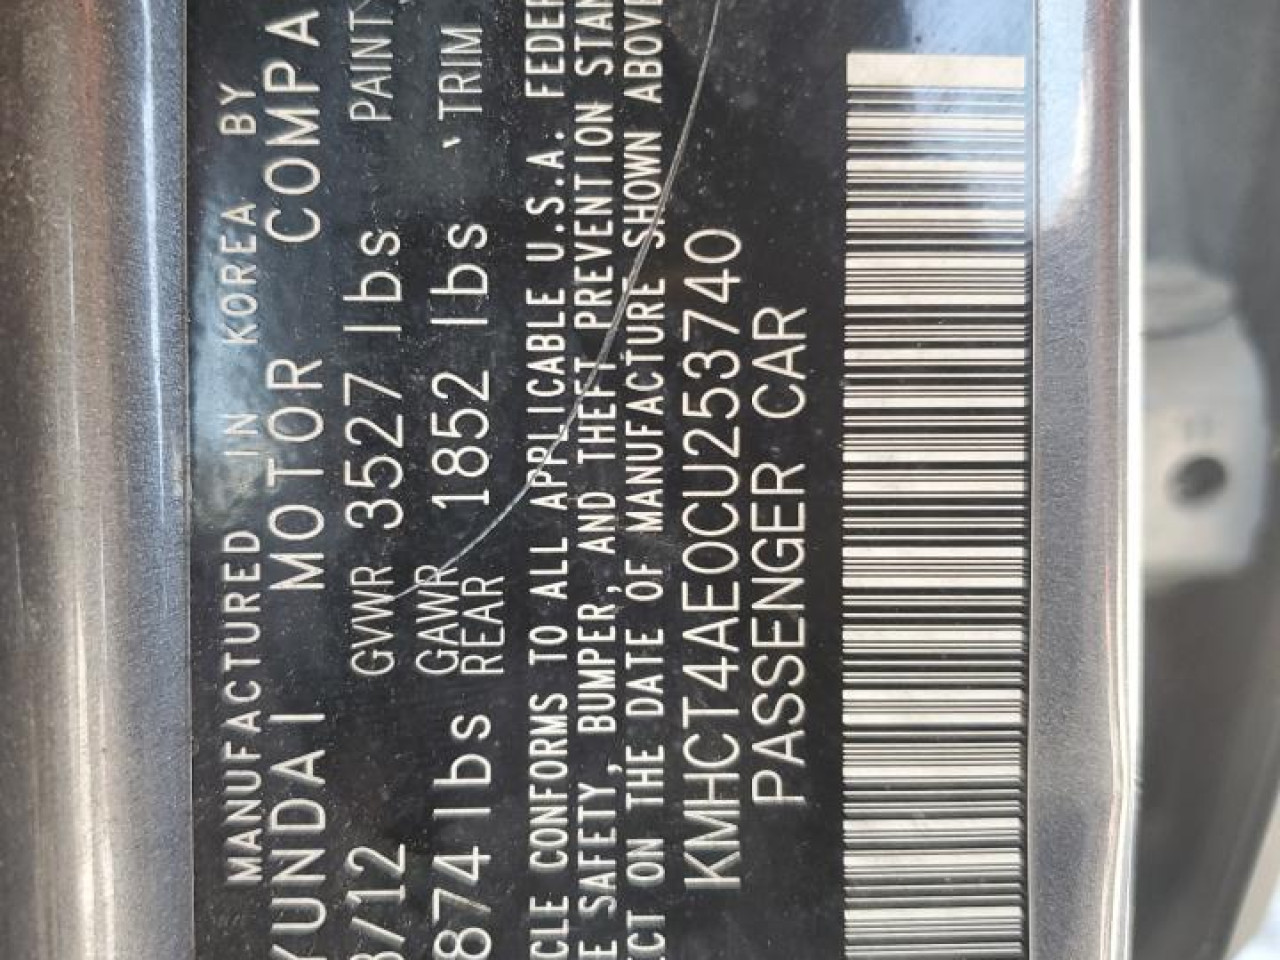 MANUFACTURED IN KOREA BY
YUNDAI MOTOR COMPA
/12 GVWR 3527 lbs PAINT
874 lbs GAWR REAR 1852 lbs TRIM
CLE CONFORMS TO ALL APPLICABLE U.S.A. FEDER
E SAFETY, BUMPER, AND THEFT PREVENTION STAN
ECT ON THE DATE OF MANUFACTURE SHOWN ABOVE
KMHCT4AE0CU253740
PASSENGER CAR